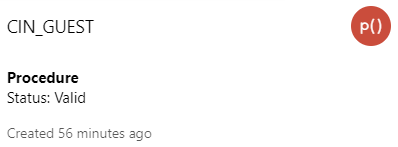 CIN_GUEST
p()
Procedure
Status: Valid
Created 56 minutes ago